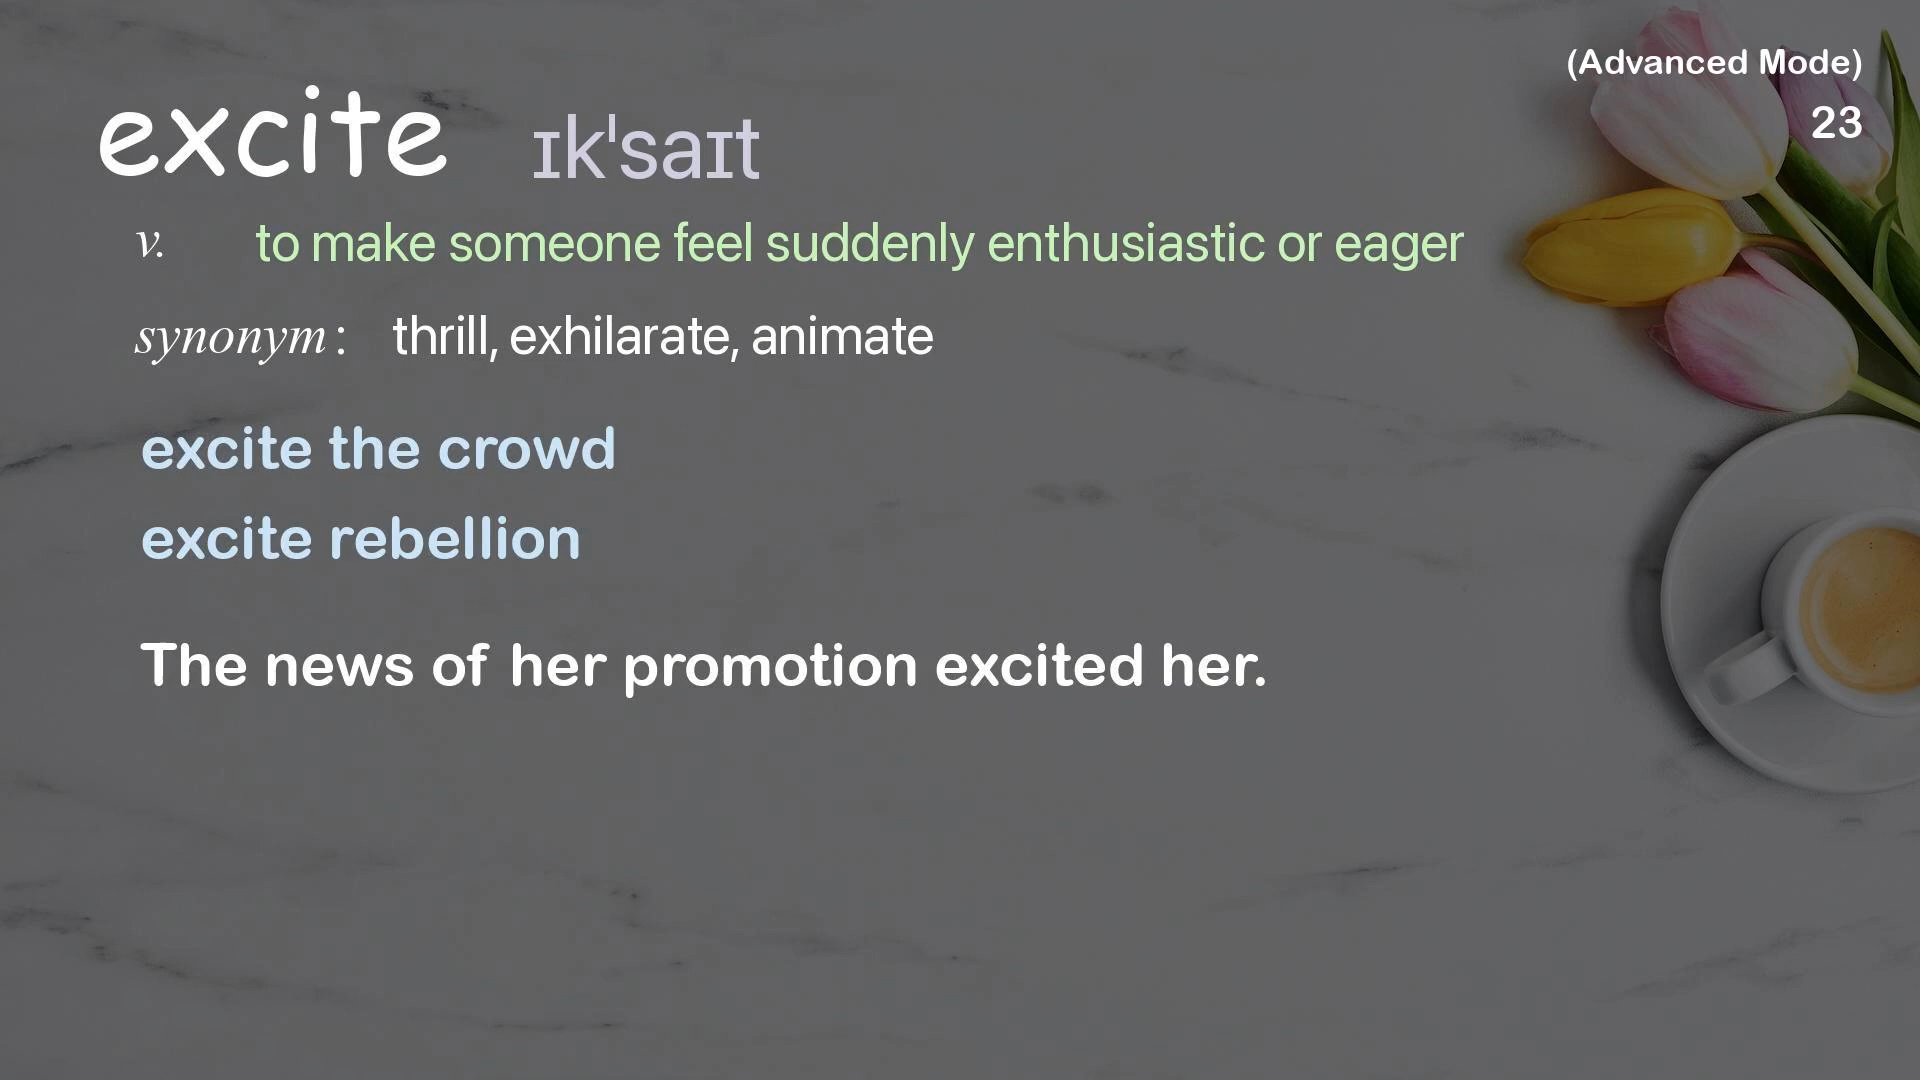 (Advanced Mode)
23
excite ɪkˈsaɪt
v. to make someone feel suddenly enthusiastic or eager
synonym: thrill, exhilarate, animate
excite the crowd
excite rebellion
The news of her promotion excited her.